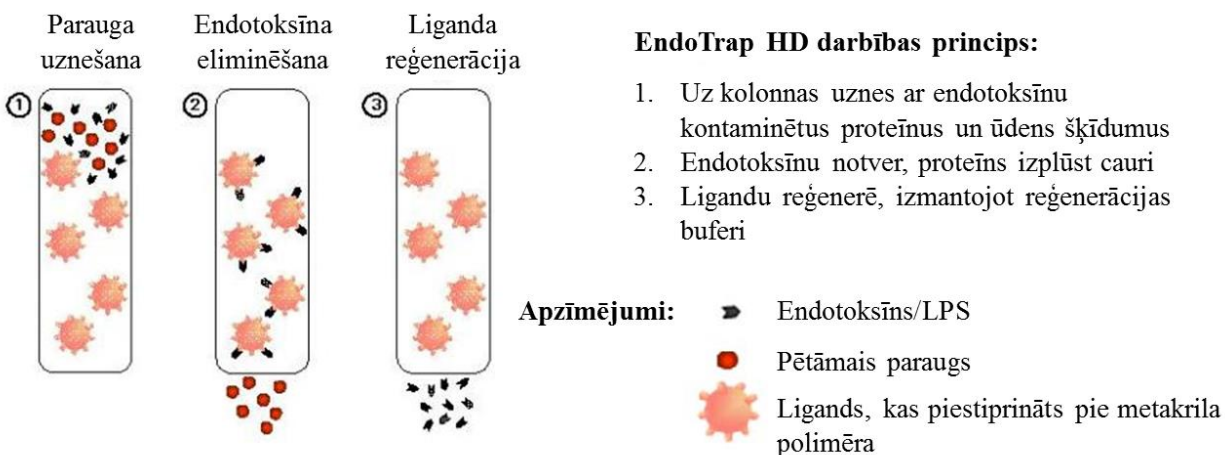 Parauga
uznešana
Endotoksīna
eliminēšana
Liganda
reģenerācija
1
2
3
EndoTrap HD darbības princips:
1. Uz kolonnas uznes ar endotoksīnu
kontaminētus proteīnus un ūdens šķīdumus
2. Endotoksīnu notver, proteīns izplūst cauri
3. Ligandu reģenerē, izmantojot reģenerācijas
buferi
Apzīmējumi:
Endotoksīns/LPS
Pētāmais paraugs
Ligands, kas piestiprināts pie metakrila
polimēra